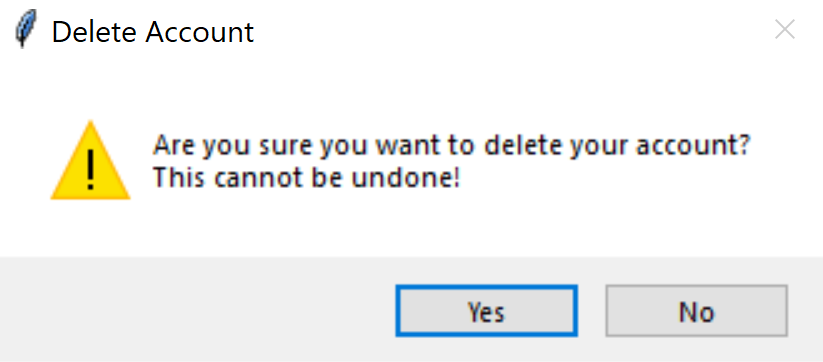 Delete Account
Are you sure you want to delete your account?
This cannot be undone!
Yes
No